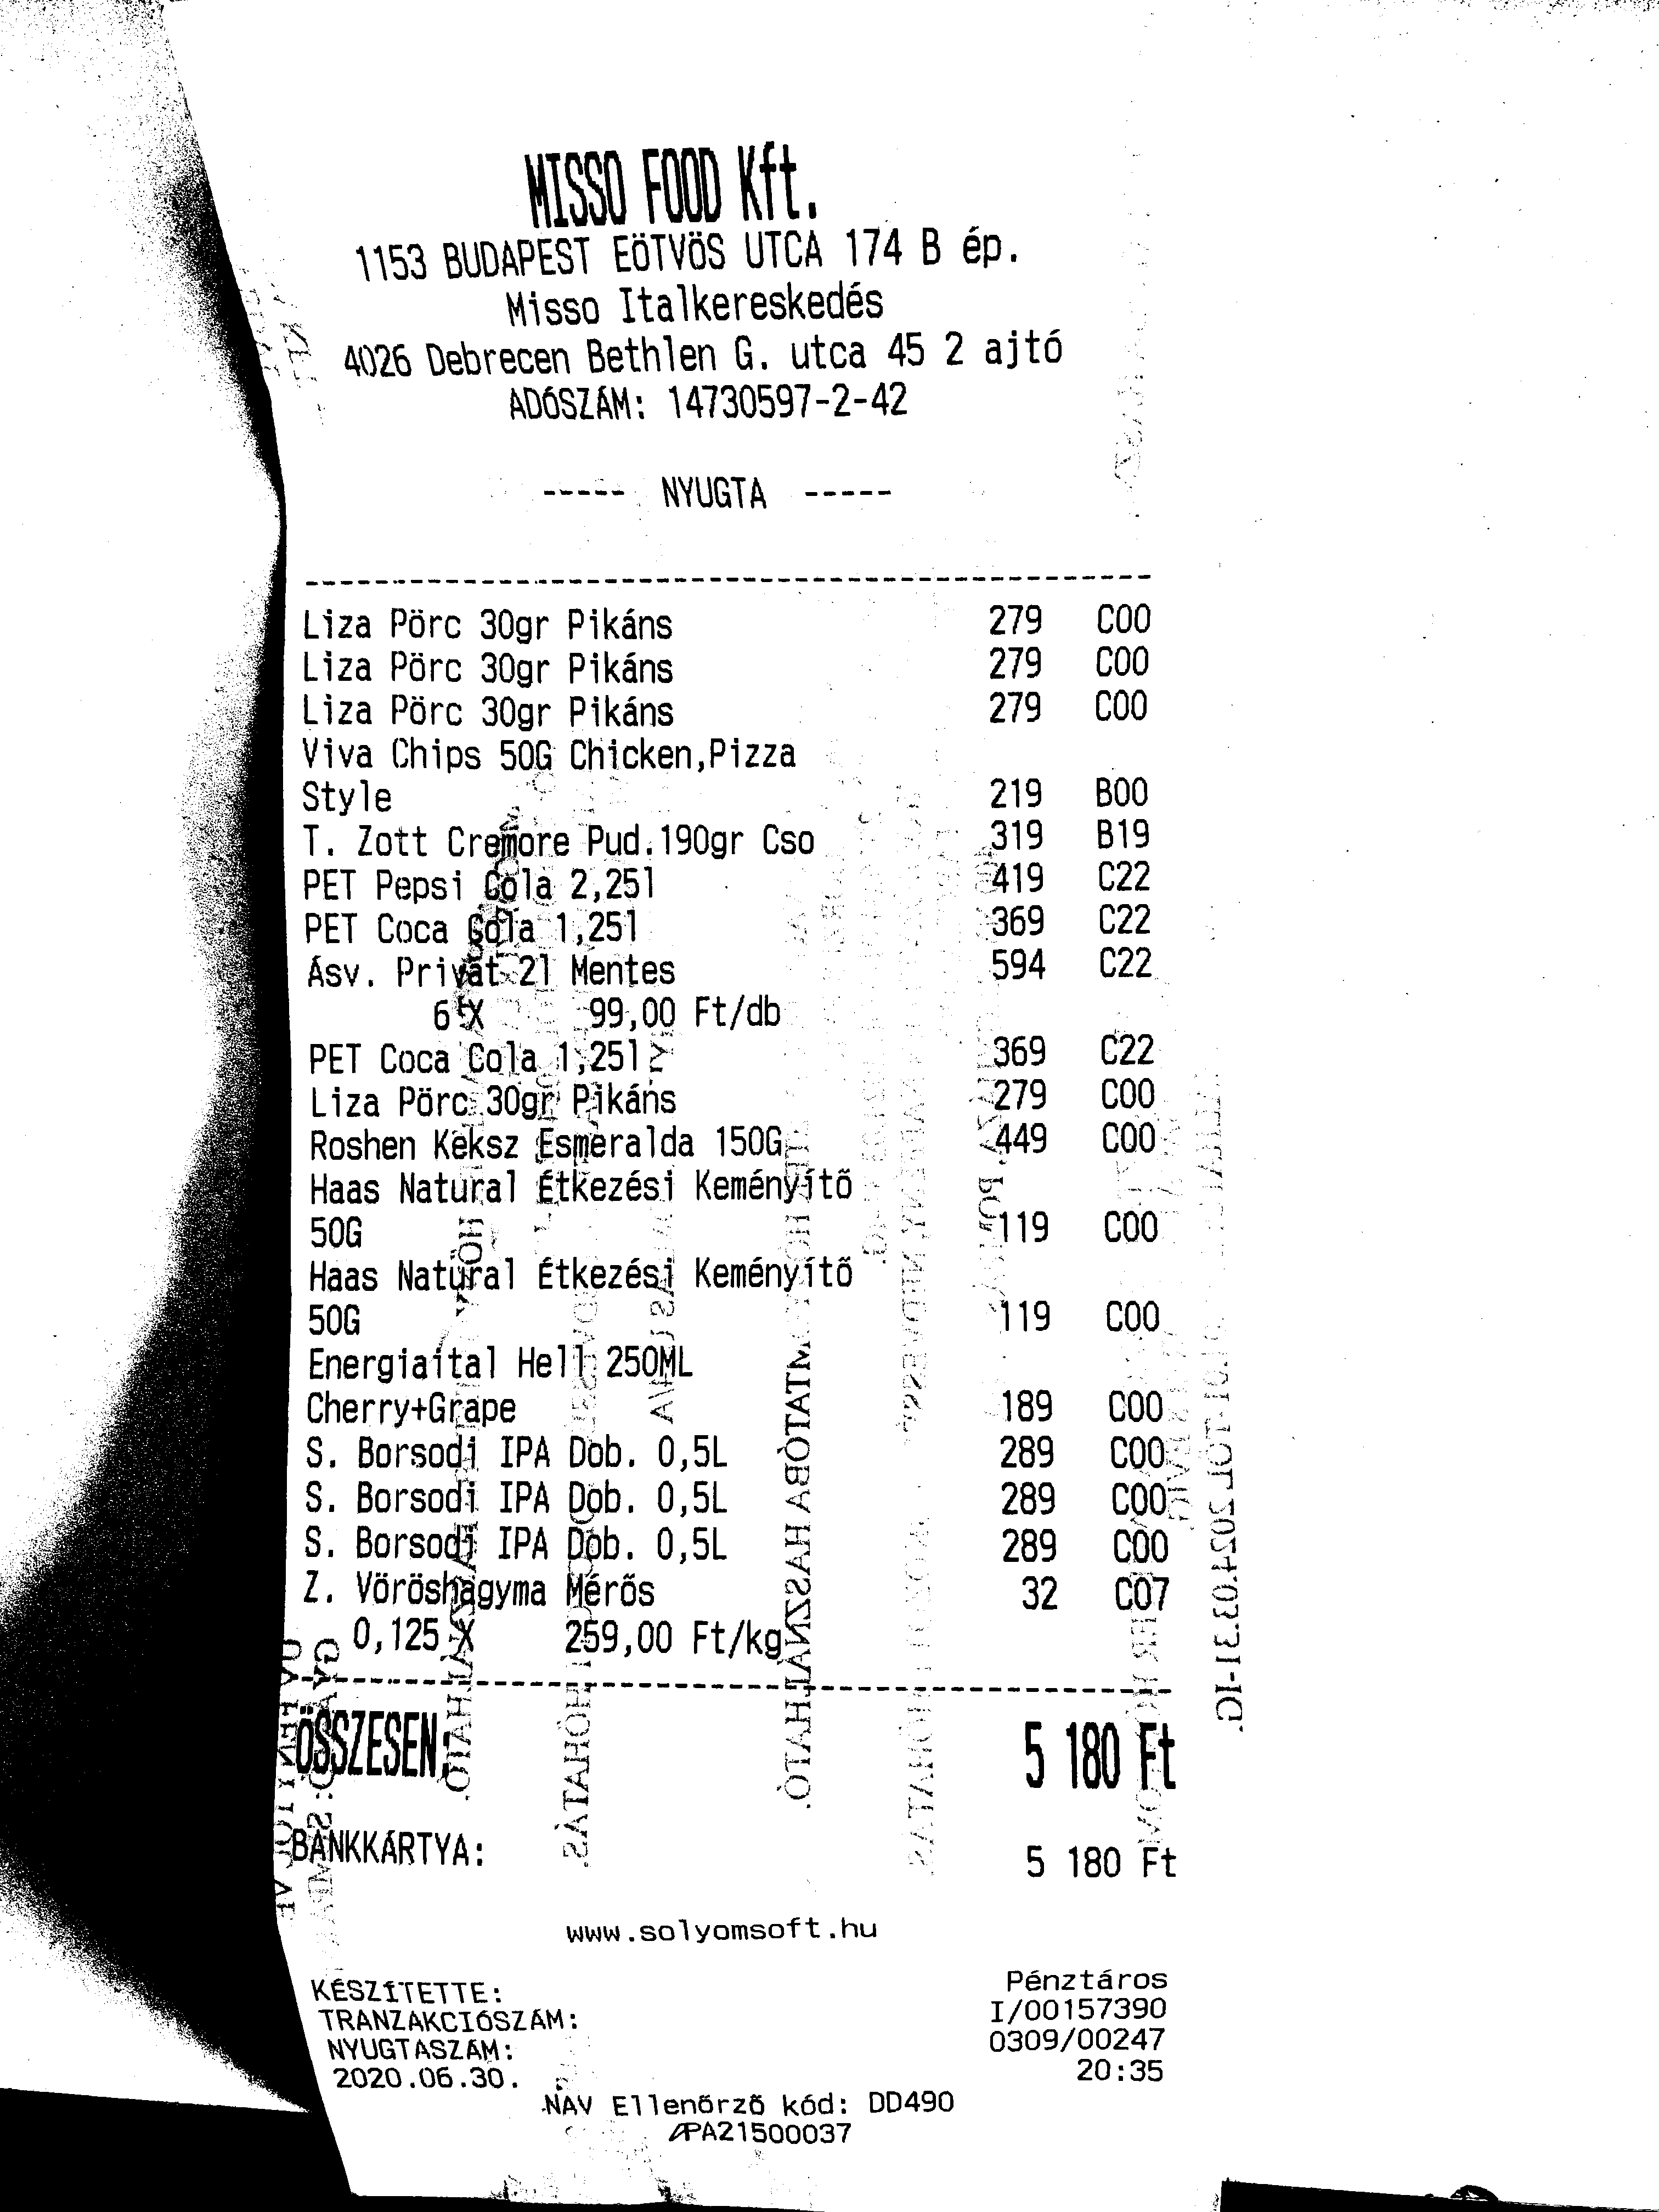 MISSO FOOD Kft.
1153 BUDAPEST EÖTVÖS UTCA 174 B ép.
Misso Italkereskedés
4026 Debrecen Bethlen G. utca 45 2 ajtó
ADÓSZÁM: 14730597-2-42
----- NYUGTA -----
Liza Pörc 30gr Pikáns 279 C00
Liza Pörc 30gr Pikáns 279 C00
Liza Pörc 30gr Pikáns 279 C00
Viva Chips 50G Chicken,Pizza
Style 219 B00
T. Zott Cremore Pud.190gr Cso 319 B19
PET Pepsi Cola 2,25l 419 C22
PET Coca Cola 1,25l 369 C22
Ásv. Privát 2l Mentes 594 C22
6 X 99,00 Ft/db
PET Coca Cola 1,25l 369 C22
Liza Pörc 30gr Pikáns 279 C00
Roshen Keksz Esmeralda 150G 449 C00
Haas Natural Étkezési Keményítő
50G 119 C00
Haas Natural Étkezési Keményítő
50G 119 C00
Energiaital Hell 250ML
Cherry+Grape 189 C00
S. Borsodi IPA Dob. 0,5L 289 C00
S. Borsodi IPA Dob. 0,5L 289 C00
S. Borsodi IPA Dob. 0,5L 289 C00
Z. Vöröshagyma Mérős 32 C07
0,125 X 259,00 Ft/kg
ÖSSZESEN: 5 180 Ft
BANKKÁRTYA: 5 180 Ft
www.solyomsoft.hu
KÉSZÍTETTE: Pénztáros
TRANZAKCIÓSZÁM: I/00157390
NYUGTASZÁM: 0309/00247
2020.06.30. 20:35
NAV Ellenőrző kód: DD490
PA21500037